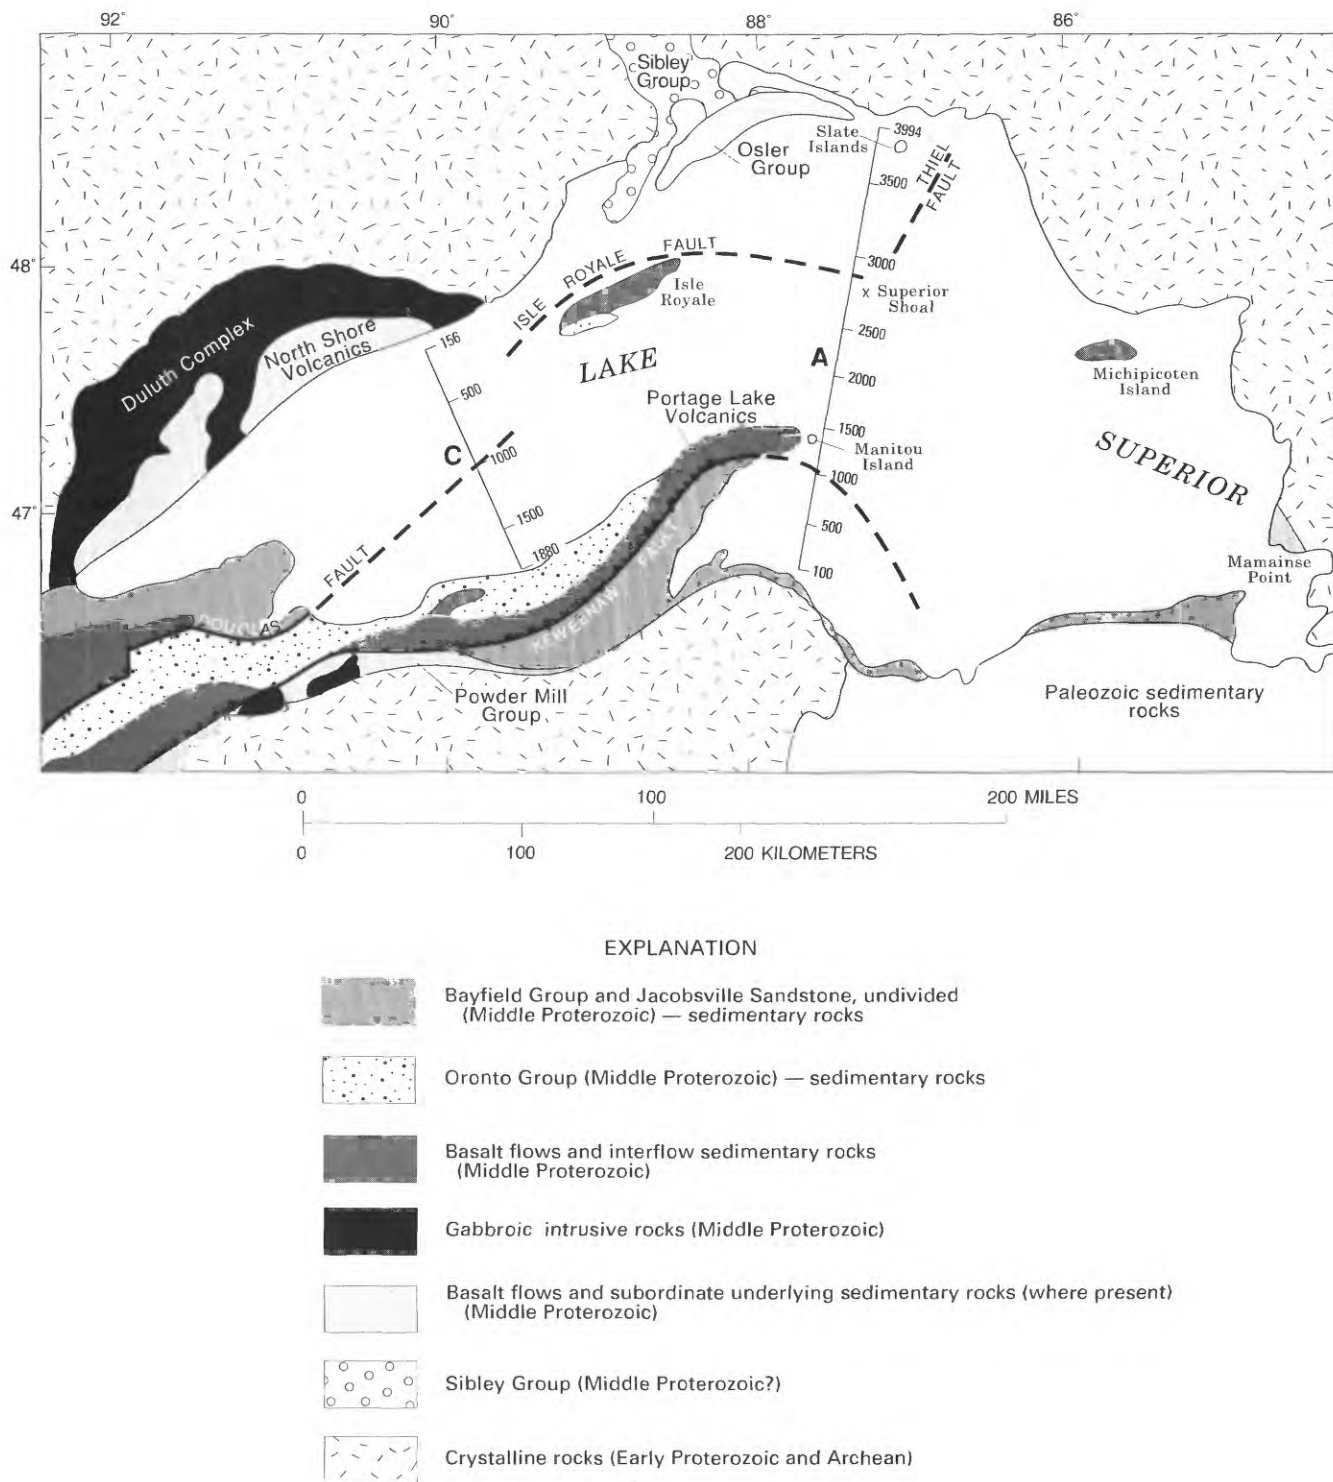 92°
90°
88°
86°
Sibley
Group
Slate
Islands
3994
THIEL
FAULT
Osler
Group
3500
48°
ISLE ROYALE FAULT
3000
Isle
Royale
x Superior
Shoal
2500
Duluth Complex
North Shore
Volcanics
156
LAKE
A
2000
Michipicoten
Island
500
Portage Lake
Volcanics
1500
Manitou
Island
SUPERIOR
C
1000
1000
47°
1500
500
1880
FAULT
100
Mamainse
Point
DOUGLAS
KEWEENAW FAULT
Powder Mill
Group
Paleozoic sedimentary
rocks
0 100 200 MILES
0 100 200 KILOMETERS
EXPLANATION
Bayfield Group and Jacobsville Sandstone, undivided
(Middle Proterozoic) — sedimentary rocks
Oronto Group (Middle Proterozoic) — sedimentary rocks
Basalt flows and interflow sedimentary rocks
(Middle Proterozoic)
Gabbroic intrusive rocks (Middle Proterozoic)
Basalt flows and subordinate underlying sedimentary rocks (where present)
(Middle Proterozoic)
Sibley Group (Middle Proterozoic?)
Crystalline rocks (Early Proterozoic and Archean)